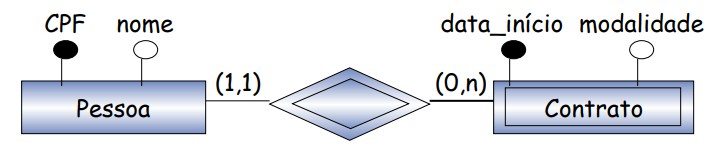 CPF nome data_início modalidade
(1,1) (0,n)
Pessoa Contrato